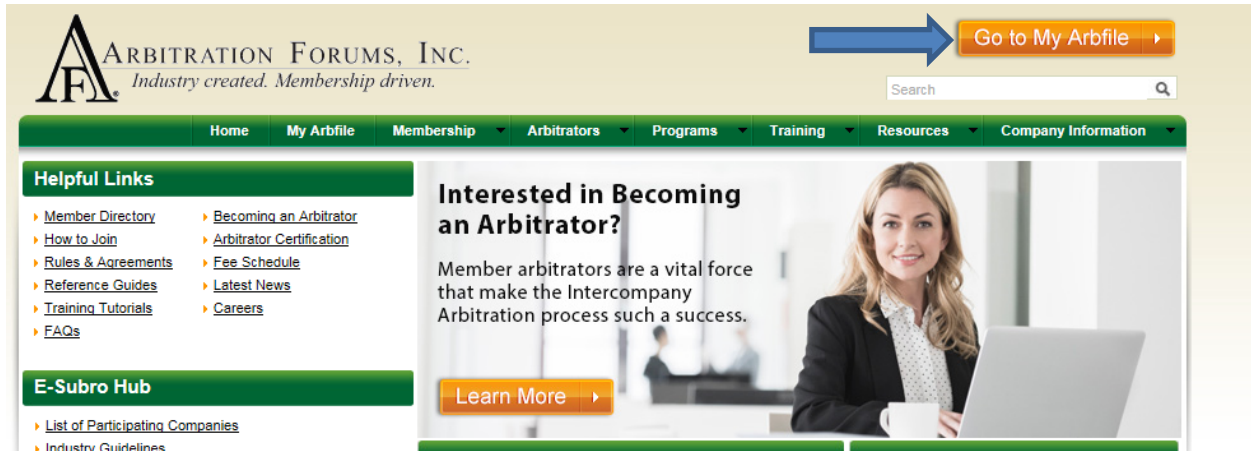 ARBITRATION FORUMS, INC.
Industry created. Membership driven.
AF®
Go to My Arbfile
Search
Home My Arbfile Membership Arbitrators Programs Training Resources Company Information
Helpful Links
Member Directory
How to Join
Rules & Agreements
Reference Guides
Training Tutorials
FAQs
Becoming an Arbitrator
Arbitrator Certification
Fee Schedule
Latest News
Careers
E-Subro Hub
List of Participating Companies
Industry Guidelines
Interested in Becoming
an Arbitrator?
Member arbitrators are a vital force
that make the Intercompany
Arbitration process such a success.
Learn More